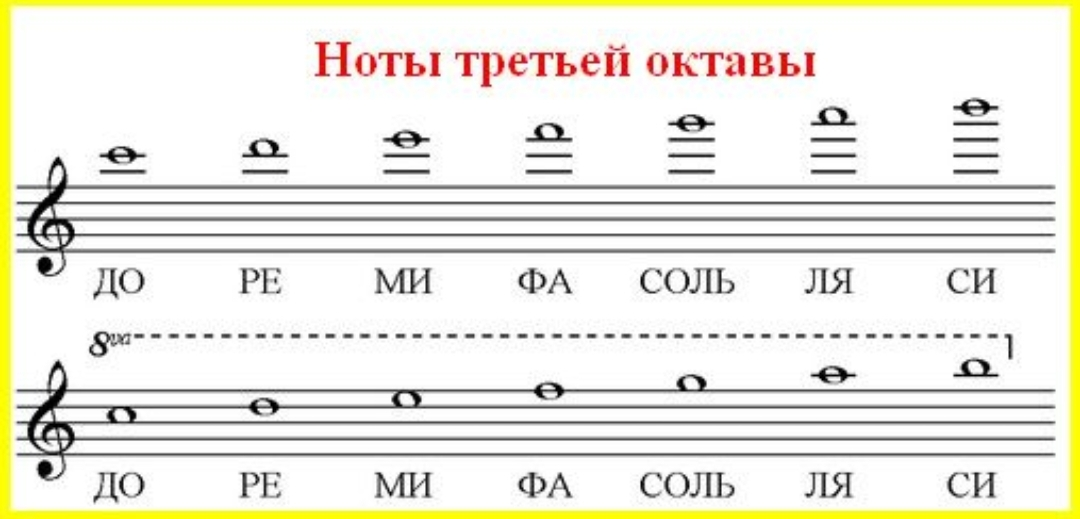 Ноты третьей октавы
ДО РЕ МИ ФА СОЛЬ ЛЯ СИ
8va
ДО РЕ МИ ФА СОЛЬ ЛЯ СИ